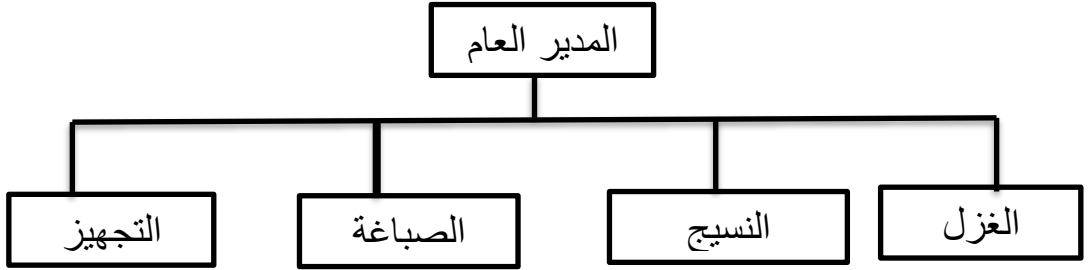 المدير العام
الغزل
النسيج
الصباغة
التجهيز